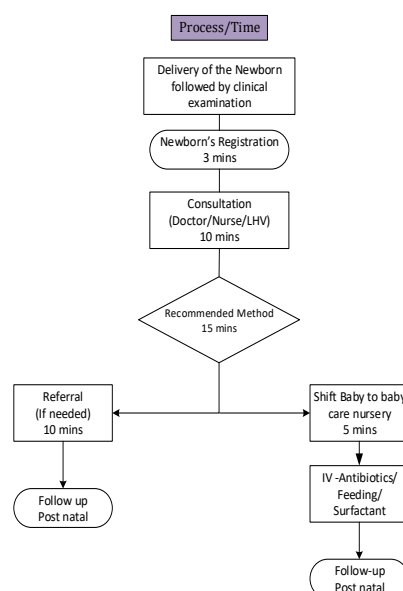 Process/Time
Delivery of the Newborn
followed by clinical
examination
Newborn's Registration
3 mins
Consultation
(Doctor/Nurse/LHV)
10 mins
Recommended Method
15 mins
Referral
(If needed)
10 mins
Shift Baby to baby
care nursery
5 mins
Follow up
Post natal
IV -Antibiotics/
Feeding/
Surfactant
Follow-up
Post natal